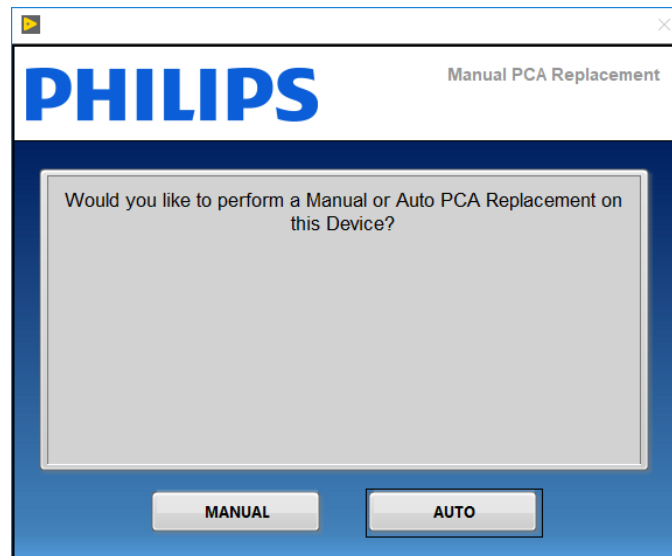 PHILIPS
Manual PCA Replacement
Would you like to perform a Manual or Auto PCA Replacement on
this Device?
MANUAL
AUTO